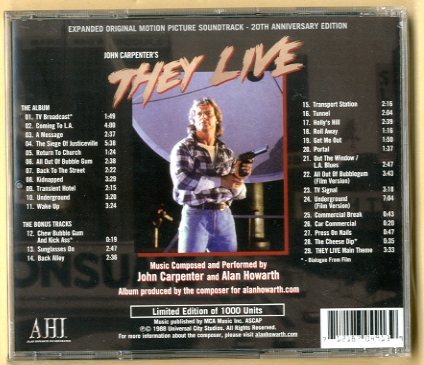 EXPANDED ORIGINAL MOTION PICTURE SOUNDTRACK - 20TH ANNIVERSARY EDITION
JOHN CARPENTER'S
THEY LIVE
THE ALBUM
01. TV Broadcast* 1:49
02. Coming To L.A. 4:00
03. A Message 2:37
04. The Siege Of Justiceville 5:38
05. Return To Church 1:24
06. All Out Of Bubble Gum 2:38
07. Back To The Street 2:22
08. Kidnapped 3:29
09. Transient Hotel 2:15
10. Underground 0:20
11. Wake Up 3:24
THE BONUS TRACKS
12. Chew Bubble Gum
And Kick Ass* 0:19
13. Sunglasses On 2:47
14. Back Alley 2:36
15. Transport Station 2:16
16. Tunnel 2:04
17. Holly's Hill 2:39
18. Roll Away 1:16
19. Get Me Out 1:50
20. Portal 1:37
21. Out The Window /
L.A. Blues 2:47
22. All Out Of Bubblegum 3:43
(Film Version)
23. TV Signal 5:18
24. Underground 7:04
(Film Version)
25. Commercial Break 0:43
26. Car Commercial 0:20
27. Press On Nails 0:27
28. The Cheese Dip* 0:35
29. THEY LIVE Main Theme 3:33
* - Dialogue From Film
Music Composed and Performed by
John Carpenter and Alan Howarth
Album produced by the composer for alanhowarth.com
Limited Edition of 1000 Units
Music published by MCA Music Inc. ASCAP
℗© 1988 Universal City Studios. All Rights Reserved.
For more information about the composer, please visit alanhowarth.com
AHI